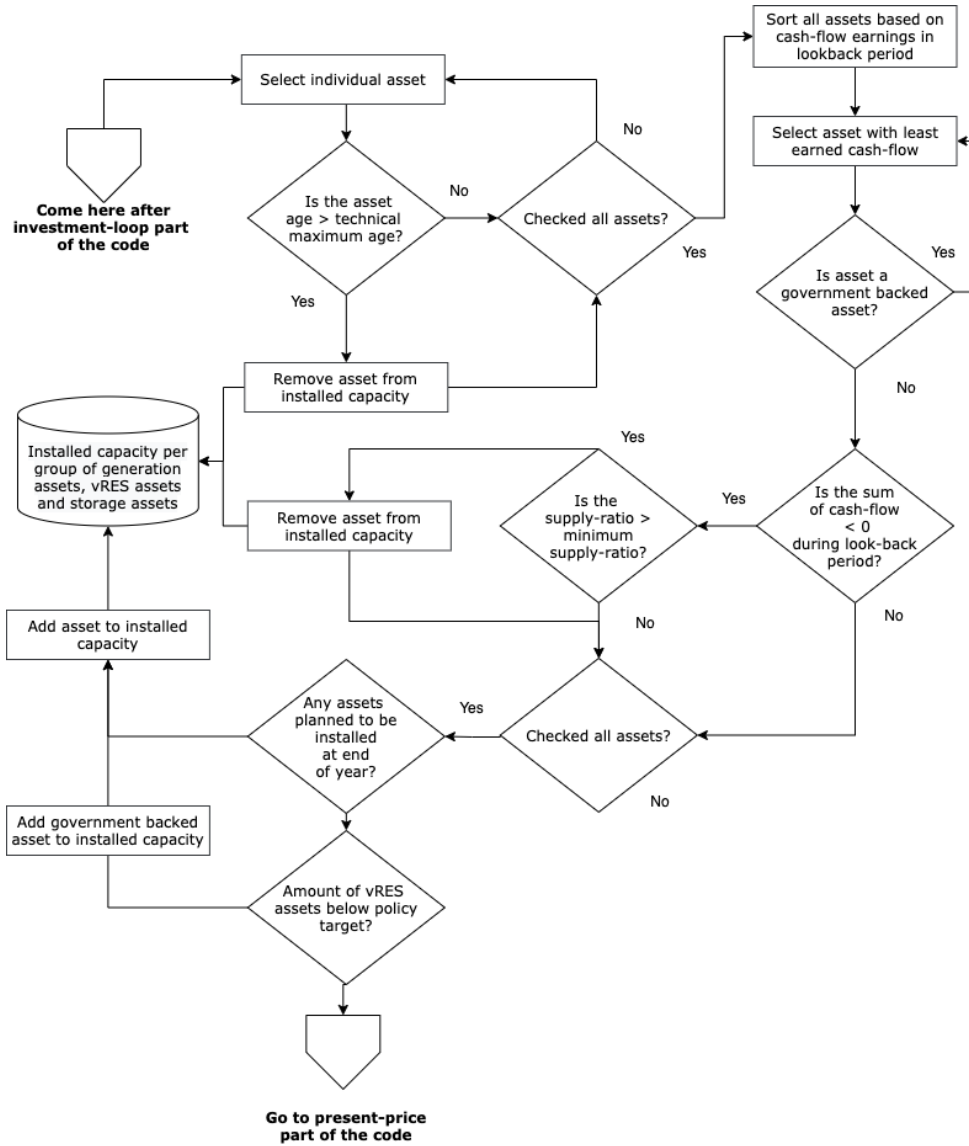 Sort all assets based on
cash-flow earnings in
lookback period
Select individual asset
No
Select asset with least
earned cash-flow
Come here after
investment-loop part
of the code
Is the asset
age > technical
maximum age?
No
Checked all assets?
Yes
Yes
Is asset a
government backed
asset?
Yes
Remove asset from
installed capacity
No
Installed capacity per
group of generation
assets, vRES assets
and storage assets
Yes
Remove asset from
installed capacity
Is the
supply-ratio >
minimum
supply-ratio?
Yes
Is the sum
of cash-flow
< 0
during look-back
period?
Add asset to installed
capacity
No
No
Any assets
planned to be
installed
at end
of year?
Yes
Checked all assets?
No
Add government backed
asset to installed capacity
Amount of vRES
assets below policy
target?
Go to present-price
part of the code